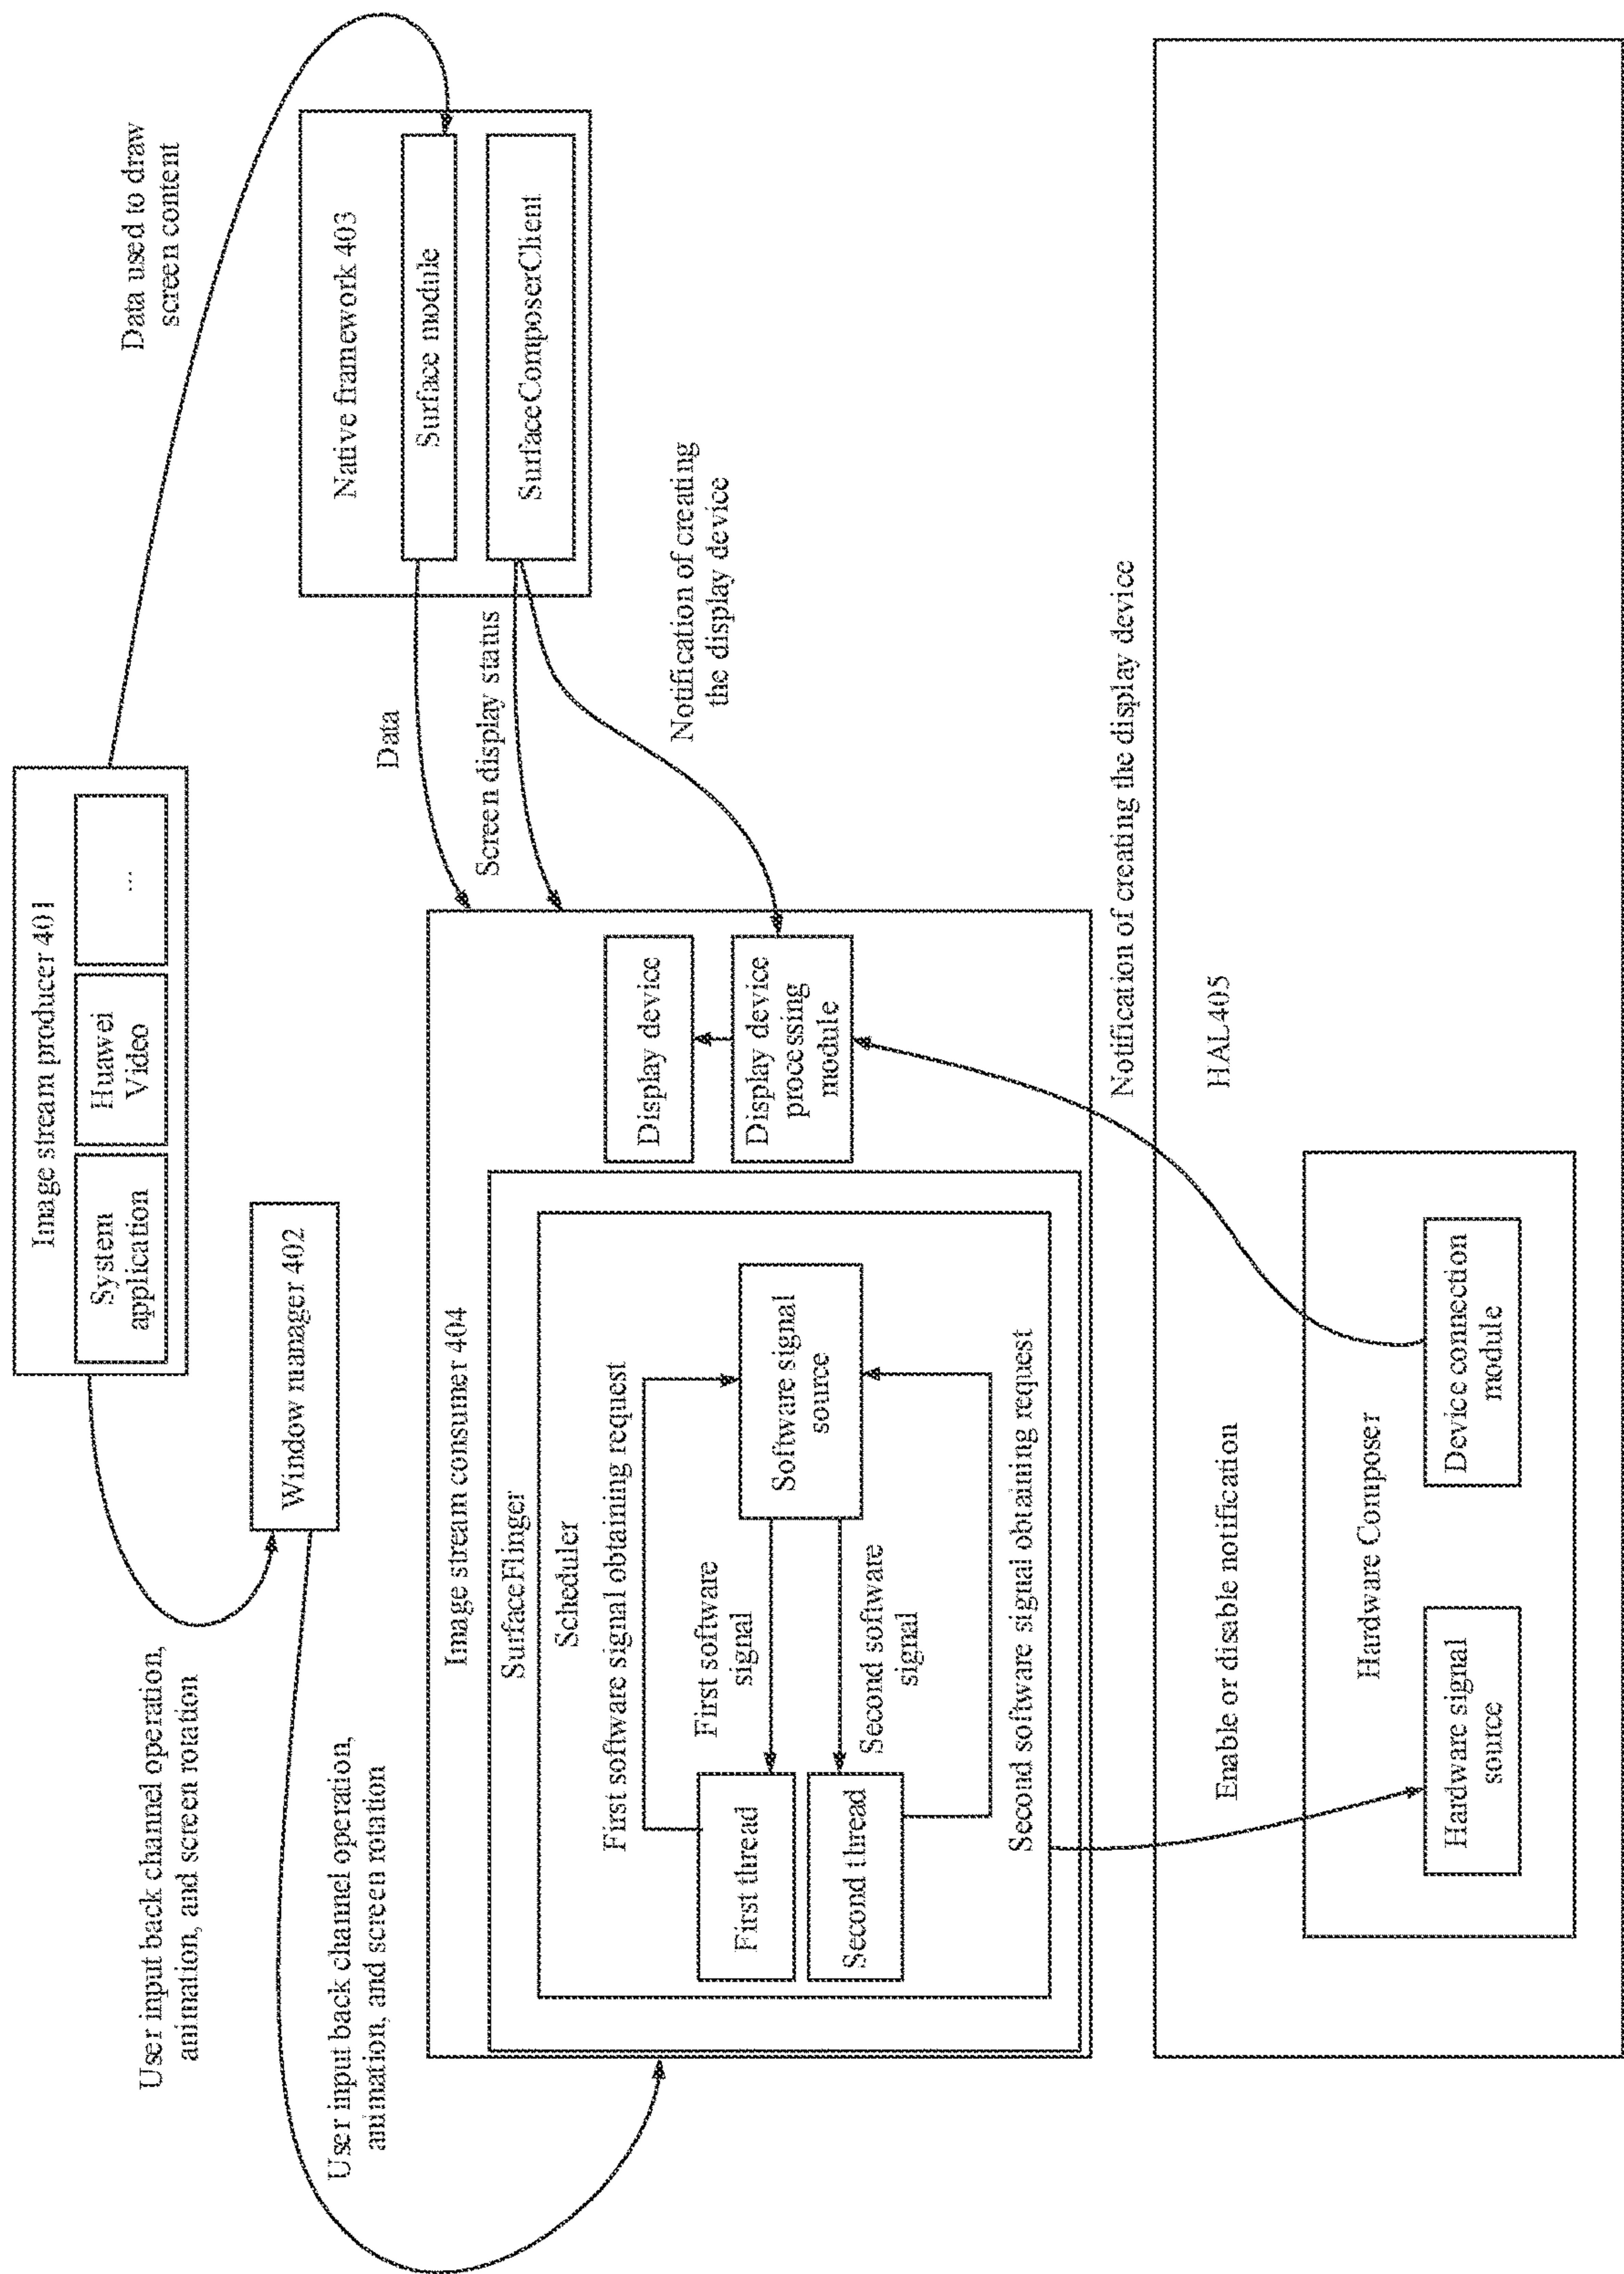 Image stream producer 401
System
application
Huawei
Video
...
User input back channel operation,
animation, and screen rotation
Data used to draw
screen content
Window manager 402
Native framework 403
Surface module
SurfaceComposerClient
User input back channel operation,
animation, and screen rotation
Data
Screen display status
Notification of creating
the display device
Image stream consumer 404
SurfaceFlinger
Scheduler
First software signal obtaining request
First thread
First software
signal
Software signal
source
Second thread
Second software
signal
Second software signal obtaining request
Display device
Display device
processing
module
Notification of creating the display device
Enable or disable notification
HAL405
Hardware Composer
Hardware signal
source
Device connection
module